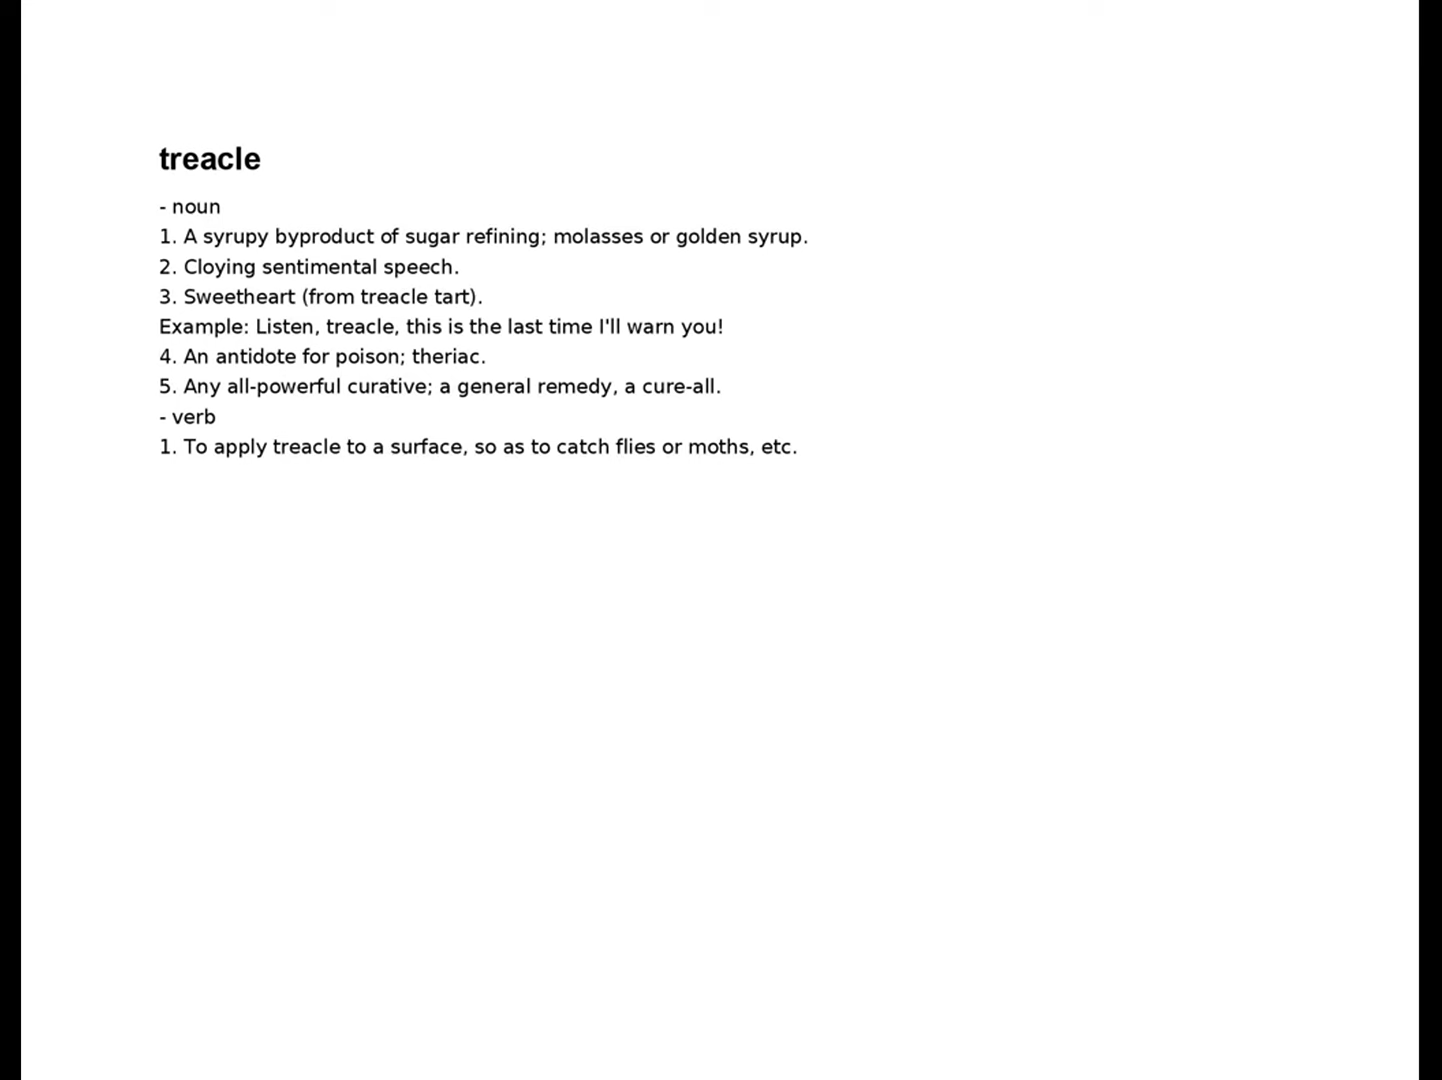 treacle
- noun
1. A syrupy byproduct of sugar refining; molasses or golden syrup.
2. Cloying sentimental speech.
3. Sweetheart (from treacle tart).
Example: Listen, treacle, this is the last time I'll warn you!
4. An antidote for poison; theriac.
5. Any all-powerful curative; a general remedy, a cure-all.
- verb
1. To apply treacle to a surface, so as to catch flies or moths, etc.